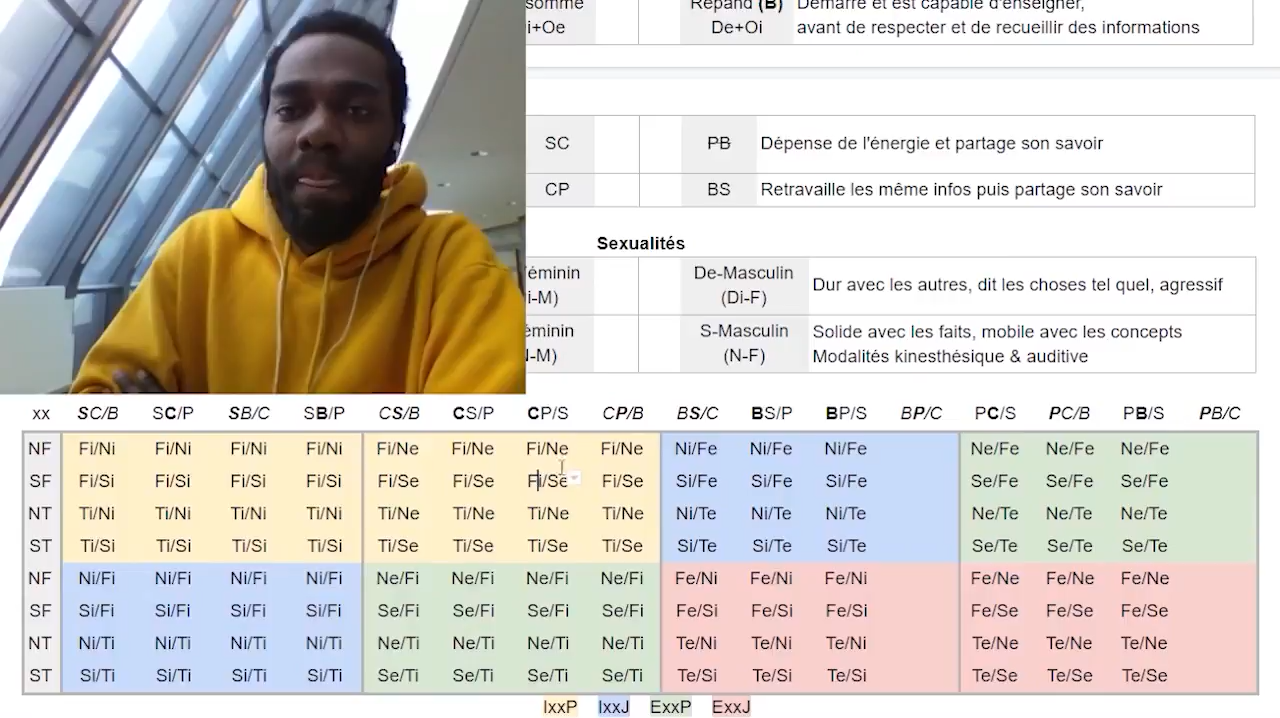 somme Répand (B) Démarre et est capable d'enseigner,
i+Oe De+Oi avant de respecter et de recueillir des informations
SC PB Dépense de l'énergie et partage son savoir
CP BS Retravaille les même infos puis partage son savoir
Sexualités
éminin De-Masculin Dur avec les autres, dit les choses tel quel, agressif
i-M) (Di-F)
éminin S-Masculin Solide avec les faits, mobile avec les concepts
N-M) (N-F) Modalités kinesthésique & auditive
xx SC/B SC/P SB/C SB/P CS/B CS/P CP/S CP/B BS/C BS/P BP/S BP/C PC/S PC/B PB/S PB/C
NF Fi/Ni Fi/Ni Fi/Ni Fi/Ni Fi/Ne Fi/Ne Fi/Ne Fi/Ne Ni/Fe Ni/Fe Ni/Fe Ne/Fe Ne/Fe Ne/Fe
SF Fi/Si Fi/Si Fi/Si Fi/Si Fi/Se Fi/Se Fi/Se Fi/Se Si/Fe Si/Fe Si/Fe Se/Fe Se/Fe Se/Fe
NT Ti/Ni Ti/Ni Ti/Ni Ti/Ni Ti/Ne Ti/Ne Ti/Ne Ti/Ne Ni/Te Ni/Te Ni/Te Ne/Te Ne/Te Ne/Te
ST Ti/Si Ti/Si Ti/Si Ti/Si Ti/Se Ti/Se Ti/Se Ti/Se Si/Te Si/Te Si/Te Se/Te Se/Te Se/Te
NF Ni/Fi Ni/Fi Ni/Fi Ni/Fi Ne/Fi Ne/Fi Ne/Fi Ne/Fi Fe/Ni Fe/Ni Fe/Ni Fe/Ne Fe/Ne Fe/Ne
SF Si/Fi Si/Fi Si/Fi Si/Fi Se/Fi Se/Fi Se/Fi Se/Fi Fe/Si Fe/Si Fe/Si Fe/Se Fe/Se Fe/Se
NT Ni/Ti Ni/Ti Ni/Ti Ni/Ti Ne/Ti Ne/Ti Ne/Ti Ne/Ti Te/Ni Te/Ni Te/Ni Te/Ne Te/Ne Te/Ne
ST Si/Ti Si/Ti Si/Ti Si/Ti Se/Ti Se/Ti Se/Ti Se/Ti Te/Si Te/Si Te/Si Te/Se Te/Se Te/Se
IxxP IxxJ ExxP ExxJ